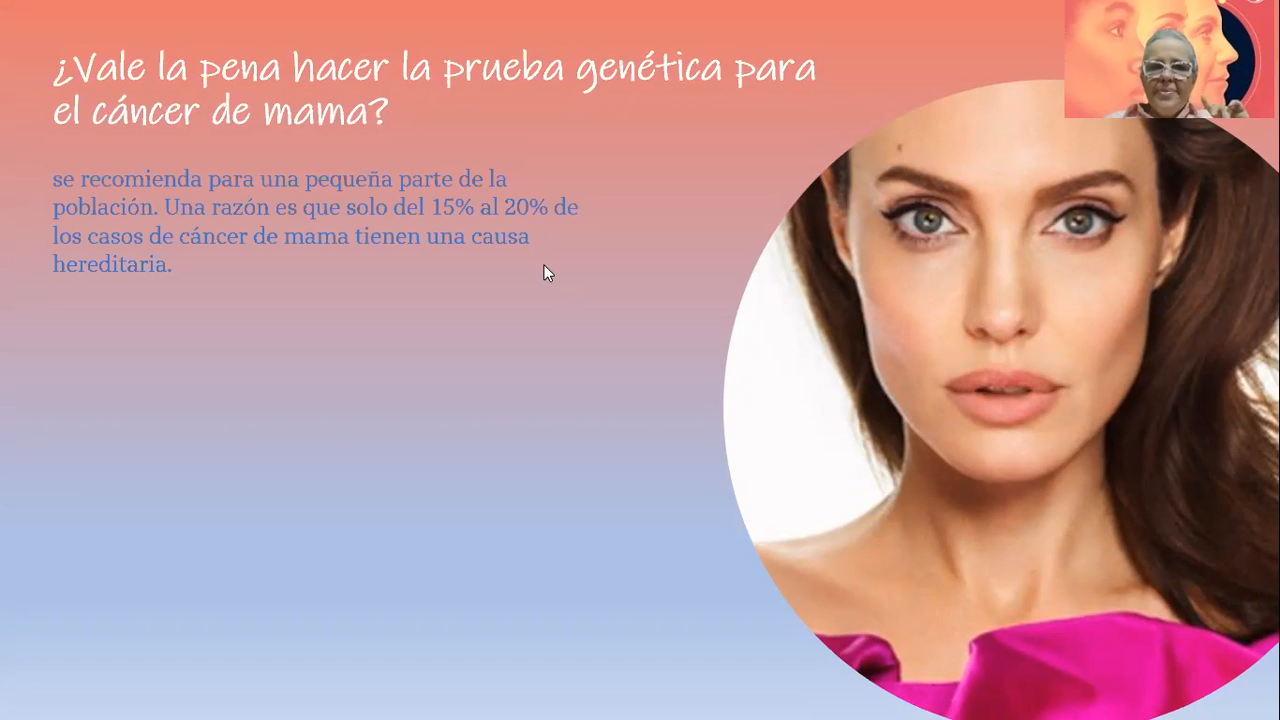 ¿Vale la pena hacer la prueba genética para
el cáncer de mama?
se recomienda para una pequeña parte de la
población. Una razón es que solo del 15% al 20% de
los casos de cáncer de mama tienen una causa
hereditaria.